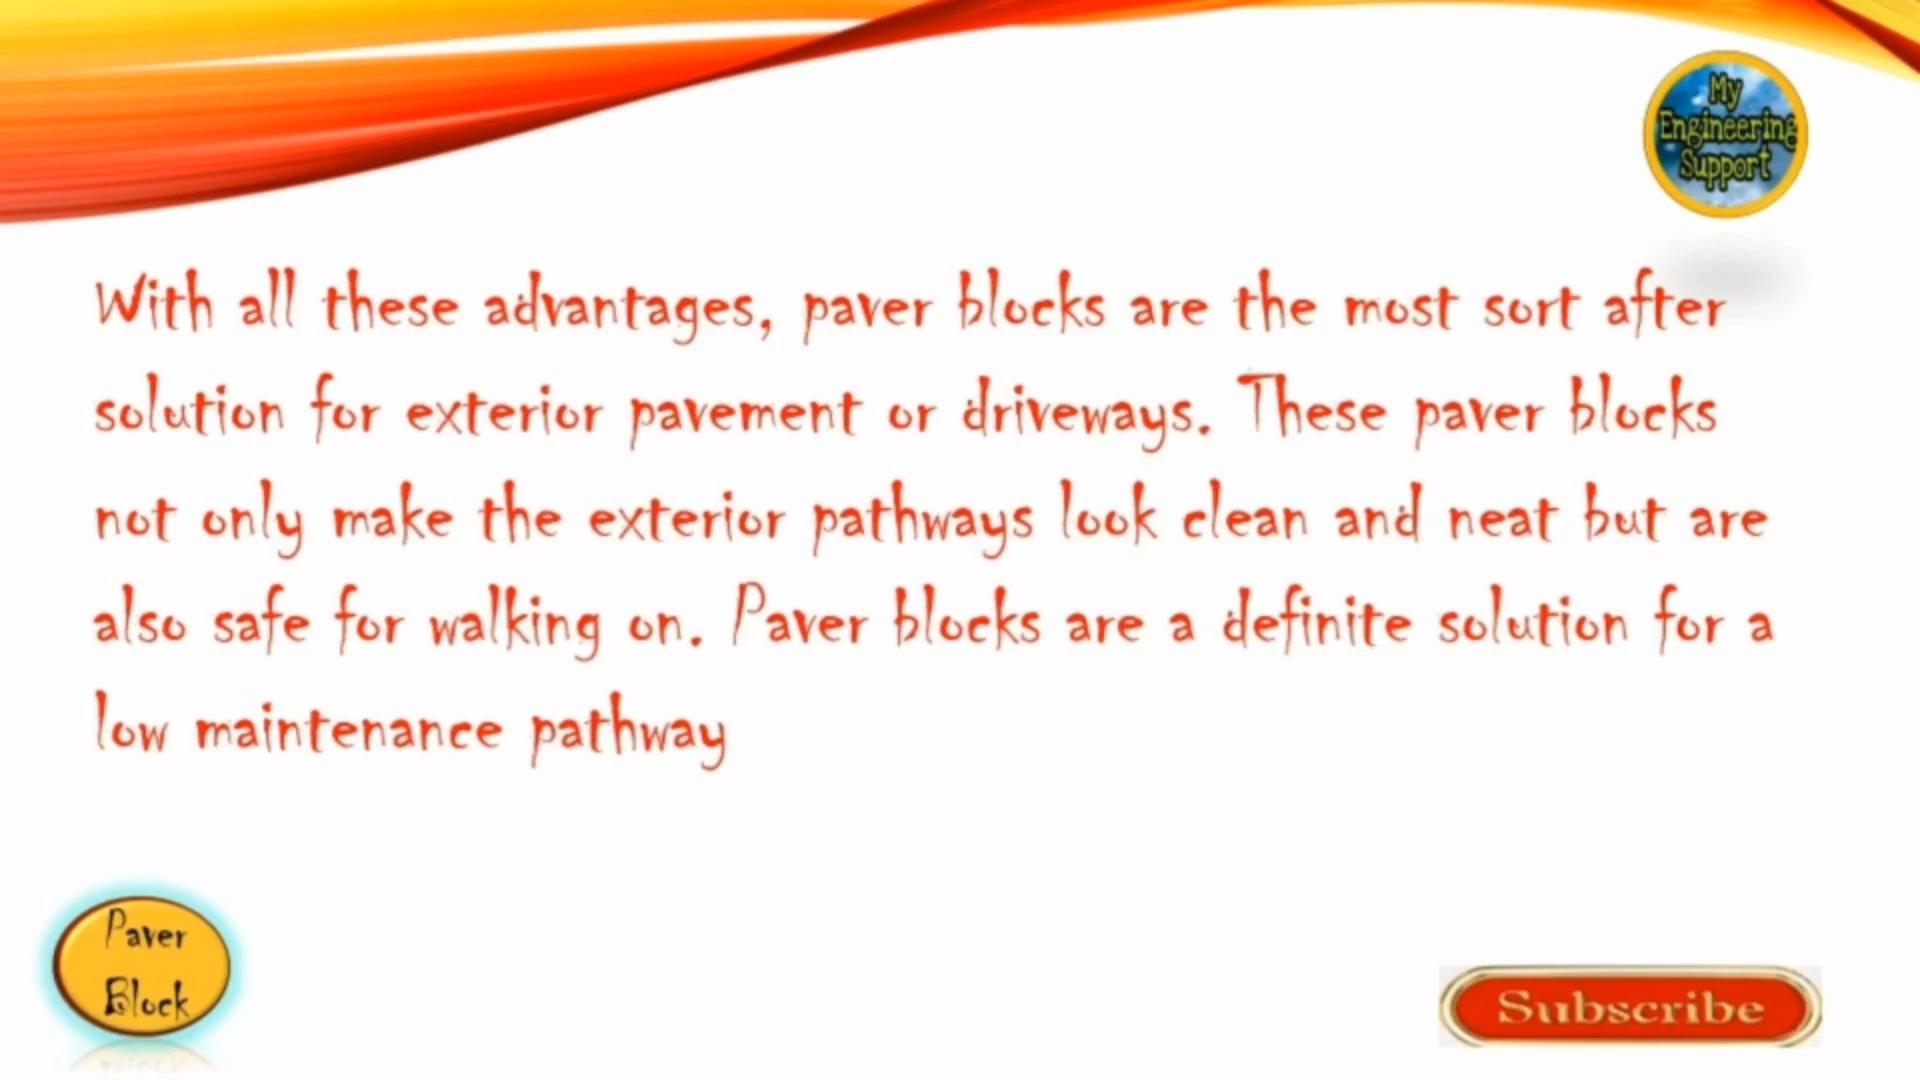 My
Engineering
Support
With all these advantages, paver blocks are the most sort after
solution for exterior pavement or driveways. These paver blocks
not only make the exterior pathways look clean and neat but are
also safe for walking on. Paver blocks are a definite solution for a
low maintenance pathway
Paver
Block
Subscribe